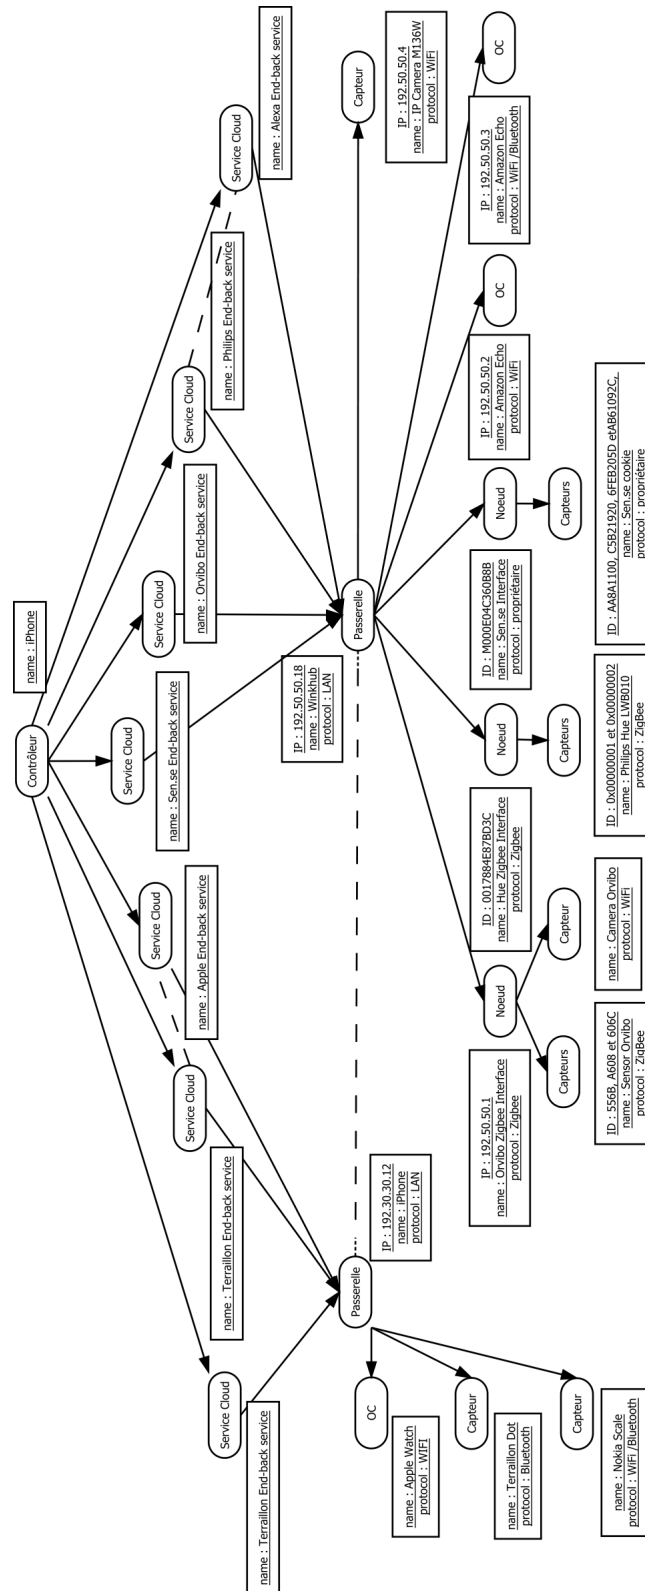 Contrôleur
name : iPhone
Service Cloud
name : Terraillon End-back service
Service Cloud
name : Terraillon End-back service
Service Cloud
name : Apple End-back service
Service Cloud
name : Sen.se End-back service
Service Cloud
name : Orvibo End-back service
Service Cloud
name : Philips End-back service
Service Cloud
name : Alexa End-back service
Passerelle
IP : 192.30.30.12
name : iPhone
protocol : LAN
Passerelle
IP : 192.50.50.18
name : Winkhub
protocol : LAN
Capteur
IP : 192.50.50.4
name : IP Camera M136W
protocol : WiFi
OC
name : Apple Watch
protocol : WIFI
Capteur
name : Terraillon Dot
protocol : Bluetooth
Capteur
name : Nokia Scale
protocol : WiFi /Bluetooth
Noeud
IP : 192.50.50.1
name : Orvibo Zigbee Interface
protocol : Zigbee
Noeud
ID : 0017884E87BD3C
name : Hue Zigbee Interface
protocol : Zigbee
Noeud
ID : M000E04C360B8B
name : Sen.se Interface
protocol : propriétaire
OC
IP : 192.50.50.2
name : Amazon Echo
protocol : WiFi
OC
IP : 192.50.50.3
name : Amazon Echo
protocol : WiFi /Bluetooth
Capteurs
ID : 556B, A608 et 606C
name : Sensor Orvibo
protocol : ZigBee
Capteur
name : Camera Orvibo
protocol : WiFi
Capteurs
ID : 0x00000001 et 0x00000002
name : Philips Hue LWB010
protocol : ZigBee
Capteurs
ID : AA8A1100, C5B21920, 6FEB205D etAB61092C,
name : Sen.se cookie
protocol : propriétaire